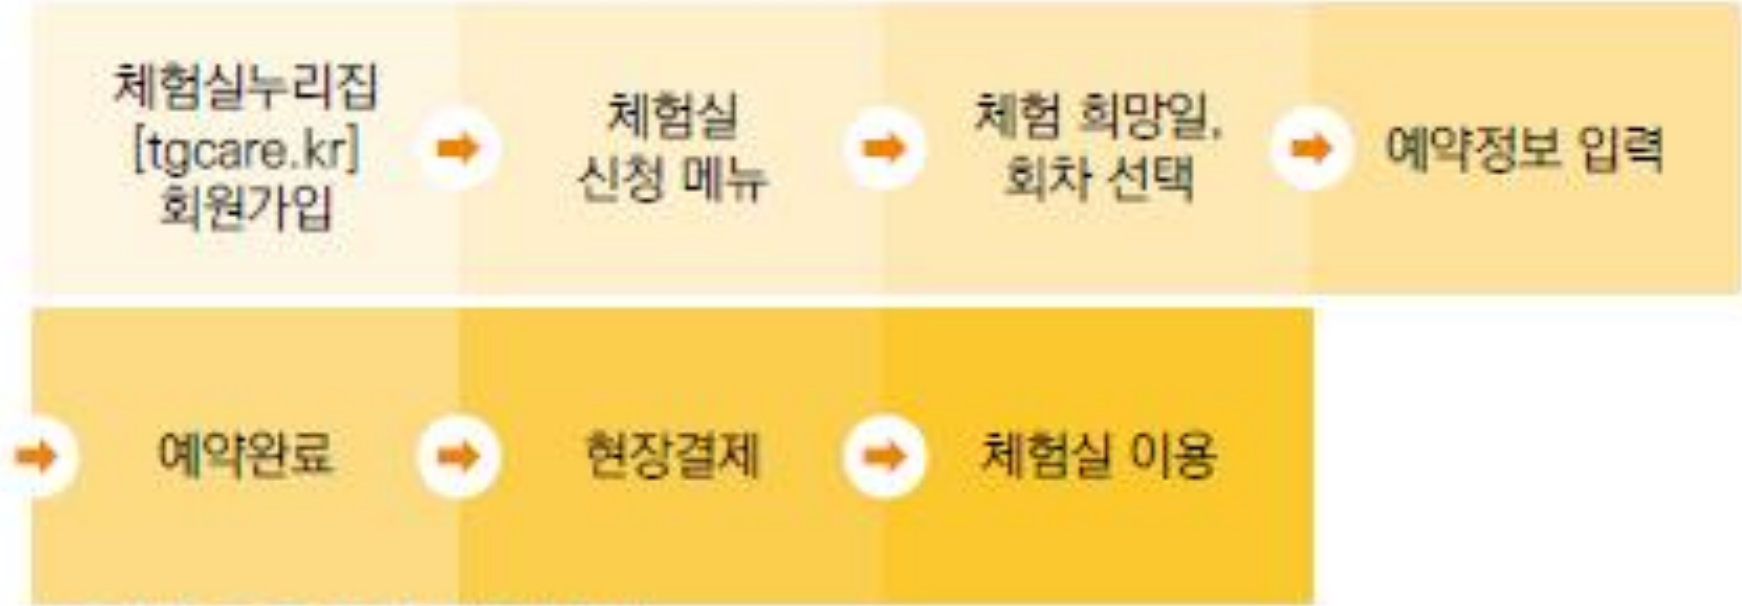 체험실누리집
[tgcare.kr]
회원가입
체험실
신청 메뉴
체험 희망일,
회차 선택
예약정보 입력
예약완료
현장결제
체험실 이용